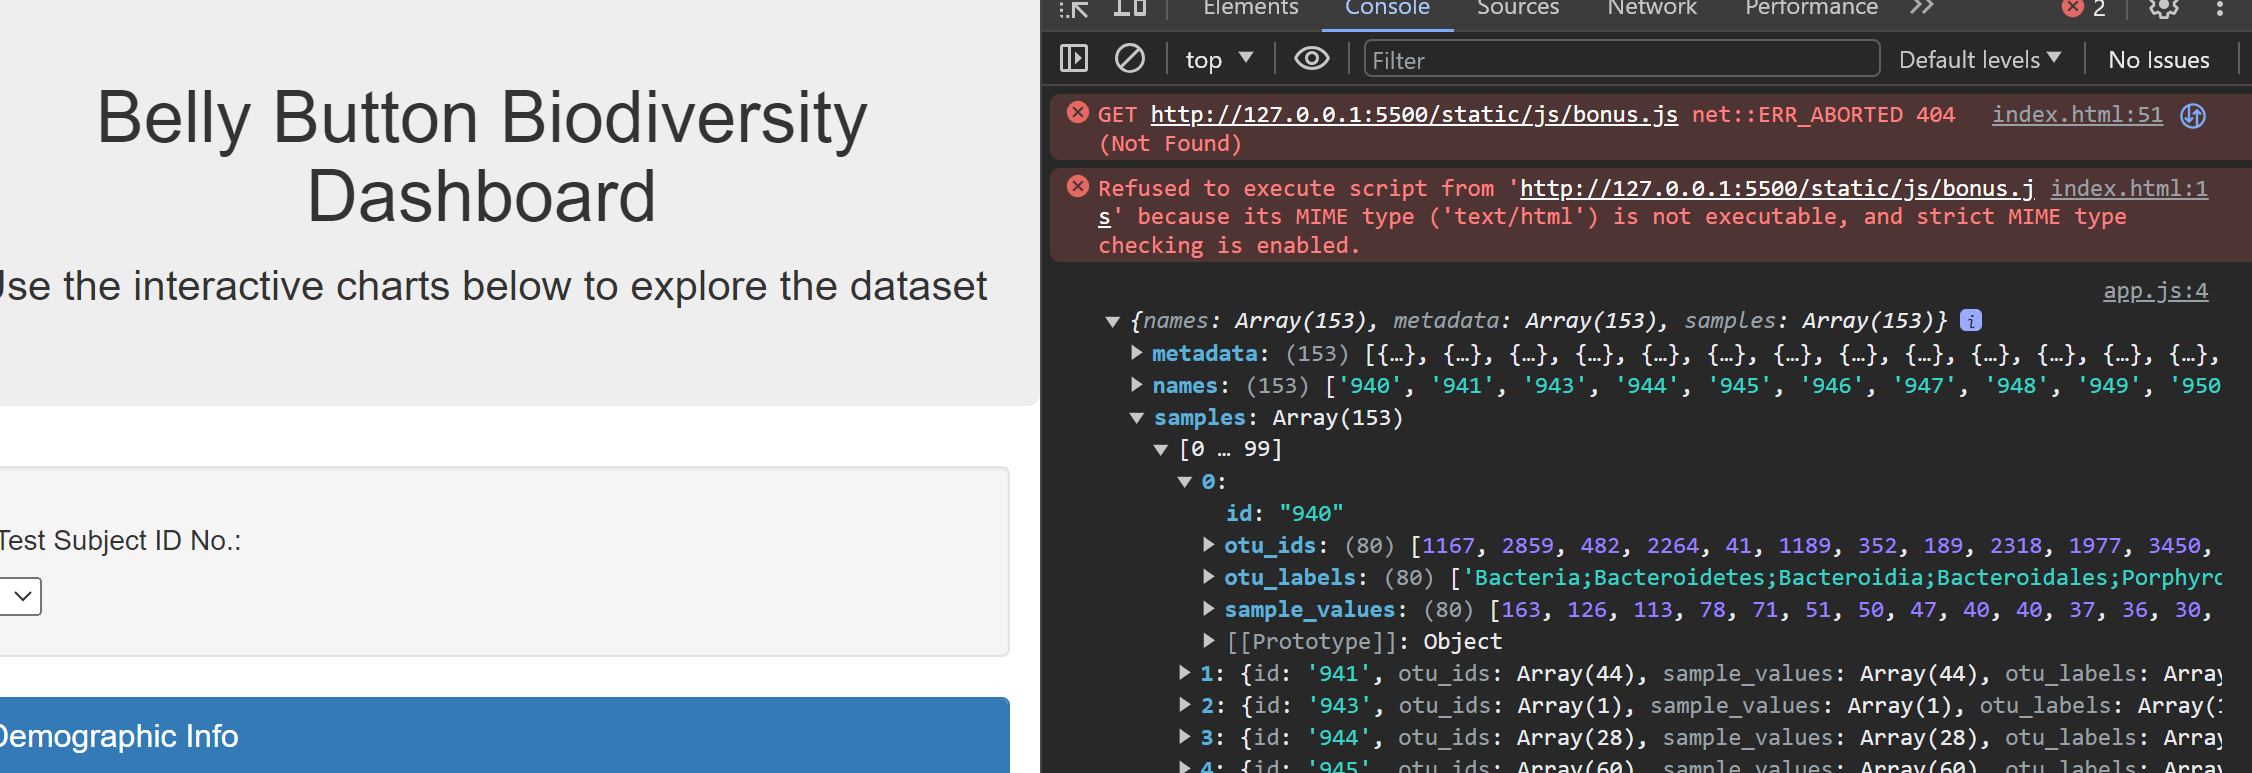 Belly Button Biodiversity
Dashboard
Use the interactive charts below to explore the dataset
Test Subject ID No.:
Demographic Info
Elements Console Sources Network Performance 2
top Filter Default levels No Issues
GET http://127.0.0.1:5500/static/js/bonus.js net::ERR_ABORTED 404 index.html:51
(Not Found)
Refused to execute script from 'http://127.0.0.1:5500/static/js/bonus.j index.html:1
s' because its MIME type ('text/html') is not executable, and strict MIME type
checking is enabled.
app.js:4
{names: Array(153), metadata: Array(153), samples: Array(153)} i
metadata: (153) [{…}, {…}, {…}, {…}, {…}, {…}, {…}, {…}, {…}, {…}, {…}, {…}, {…},
names: (153) ['940', '941', '943', '944', '945', '946', '947', '948', '949', '950
samples: Array(153)
[0 … 99]
0:
id: "940"
otu_ids: (80) [1167, 2859, 482, 2264, 41, 1189, 352, 189, 2318, 1977, 3450,
otu_labels: (80) ['Bacteria;Bacteroidetes;Bacteroidia;Bacteroidales;Porphyro
sample_values: (80) [163, 126, 113, 78, 71, 51, 50, 47, 40, 40, 37, 36, 30,
[[Prototype]]: Object
1: {id: '941', otu_ids: Array(44), sample_values: Array(44), otu_labels: Array
2: {id: '943', otu_ids: Array(1), sample_values: Array(1), otu_labels: Array(1
3: {id: '944', otu_ids: Array(28), sample_values: Array(28), otu_labels: Array
4: {id: '945', otu_ids: Array(60), sample_values: Array(60), otu_labels: Array